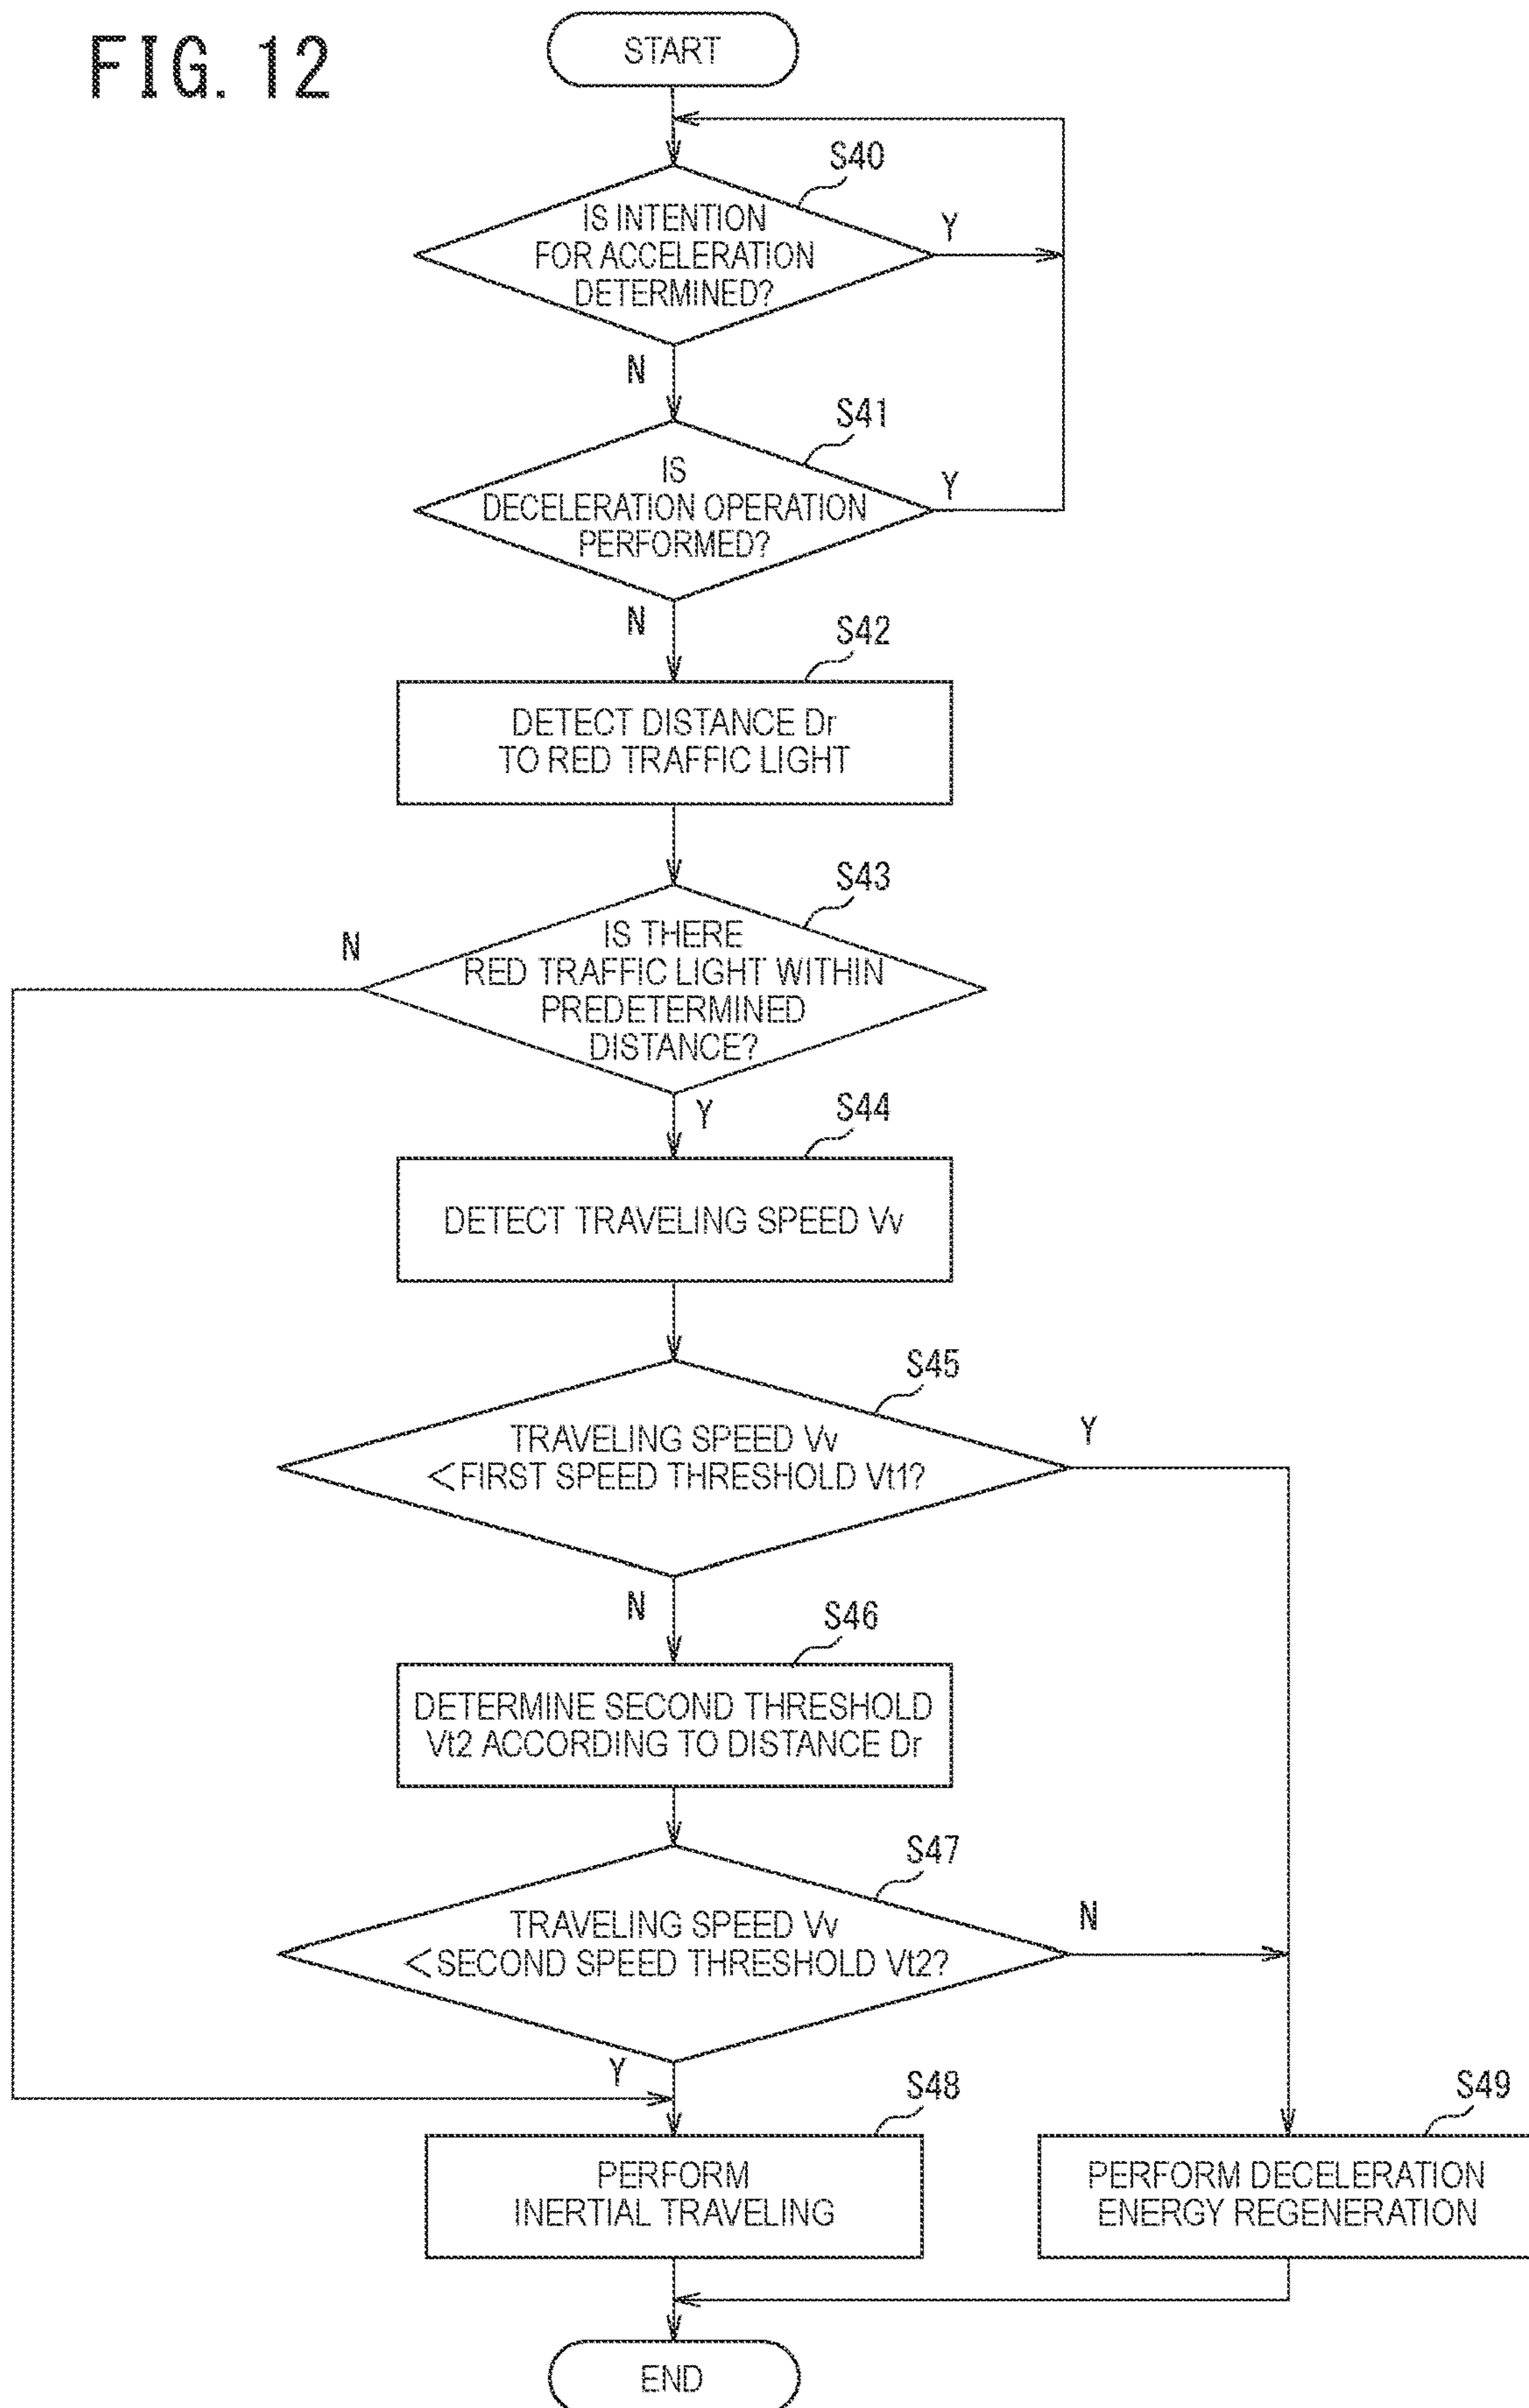 FIG. 12
START
S40
IS INTENTION
FOR ACCELERATION
DETERMINED?
Y
N
S41
IS
DECELERATION OPERATION
PERFORMED?
Y
N
S42
DETECT DISTANCE Dr
TO RED TRAFFIC LIGHT
S43
IS THERE
RED TRAFFIC LIGHT WITHIN
PREDETERMINED
DISTANCE?
N
Y
S44
DETECT TRAVELING SPEED Vv
S45
TRAVELING SPEED Vv
<FIRST SPEED THRESHOLD Vt1?
Y
N
S46
DETERMINE SECOND THRESHOLD
Vt2 ACCORDING TO DISTANCE Dr
S47
TRAVELING SPEED Vv
<SECOND SPEED THRESHOLD Vt2?
N
Y
S48
PERFORM
INERTIAL TRAVELING
S49
PERFORM DECELERATION
ENERGY REGENERATION
END